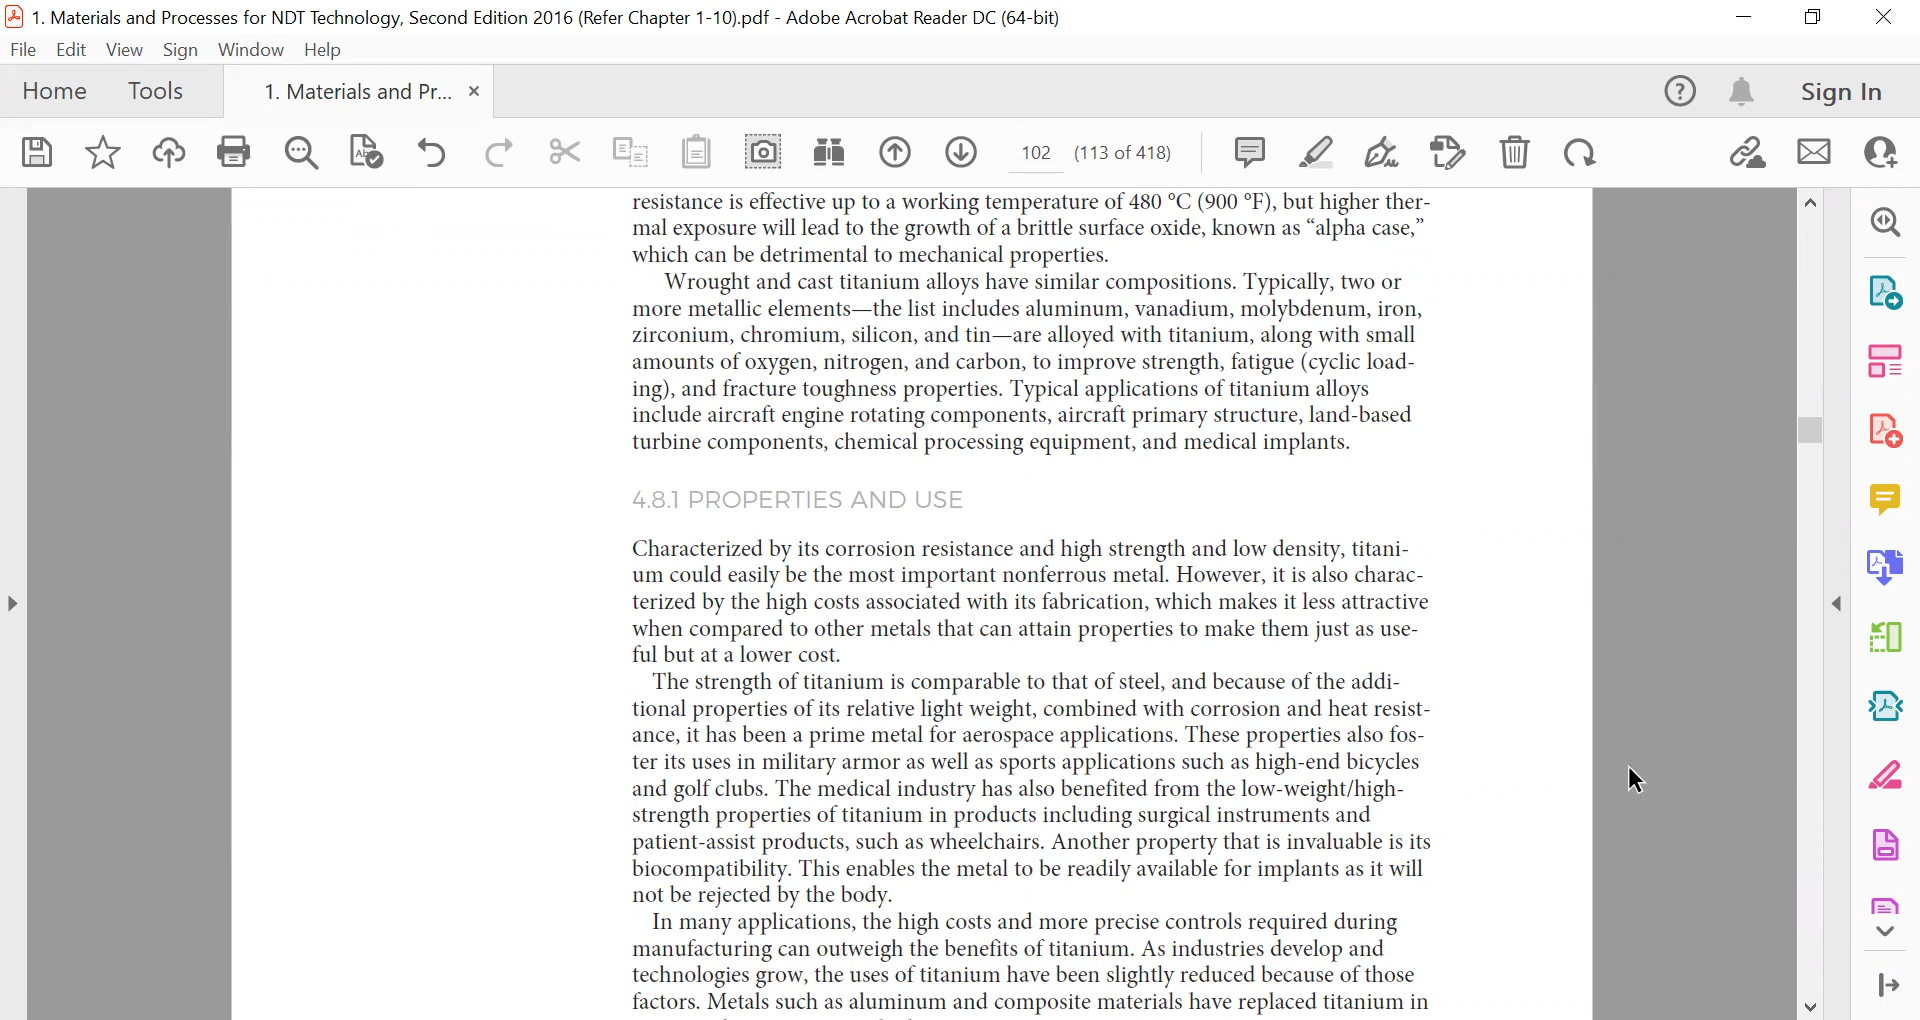 1. Materials and Processes for NDT Technology, Second Edition 2016 (Refer Chapter 1-10).pdf - Adobe Acrobat Reader DC (64-bit)
File Edit View Sign Window Help
Home Tools 1. Materials and Pr... × Sign In
102 (113 of 418)
resistance is effective up to a working temperature of 480 °C (900 °F), but higher ther-
mal exposure will lead to the growth of a brittle surface oxide, known as “alpha case,”
which can be detrimental to mechanical properties.
Wrought and cast titanium alloys have similar compositions. Typically, two or
more metallic elements—the list includes aluminum, vanadium, molybdenum, iron,
zirconium, chromium, silicon, and tin—are alloyed with titanium, along with small
amounts of oxygen, nitrogen, and carbon, to improve strength, fatigue (cyclic load-
ing), and fracture toughness properties. Typical applications of titanium alloys
include aircraft engine rotating components, aircraft primary structure, land-based
turbine components, chemical processing equipment, and medical implants.
4.8.1 PROPERTIES AND USE
Characterized by its corrosion resistance and high strength and low density, titani-
um could easily be the most important nonferrous metal. However, it is also charac-
terized by the high costs associated with its fabrication, which makes it less attractive
when compared to other metals that can attain properties to make them just as use-
ful but at a lower cost.
The strength of titanium is comparable to that of steel, and because of the addi-
tional properties of its relative light weight, combined with corrosion and heat resist-
ance, it has been a prime metal for aerospace applications. These properties also fos-
ter its uses in military armor as well as sports applications such as high-end bicycles
and golf clubs. The medical industry has also benefited from the low-weight/high-
strength properties of titanium in products including surgical instruments and
patient-assist products, such as wheelchairs. Another property that is invaluable is its
biocompatibility. This enables the metal to be readily available for implants as it will
not be rejected by the body.
In many applications, the high costs and more precise controls required during
manufacturing can outweigh the benefits of titanium. As industries develop and
technologies grow, the uses of titanium have been slightly reduced because of those
factors. Metals such as aluminum and composite materials have replaced titanium in